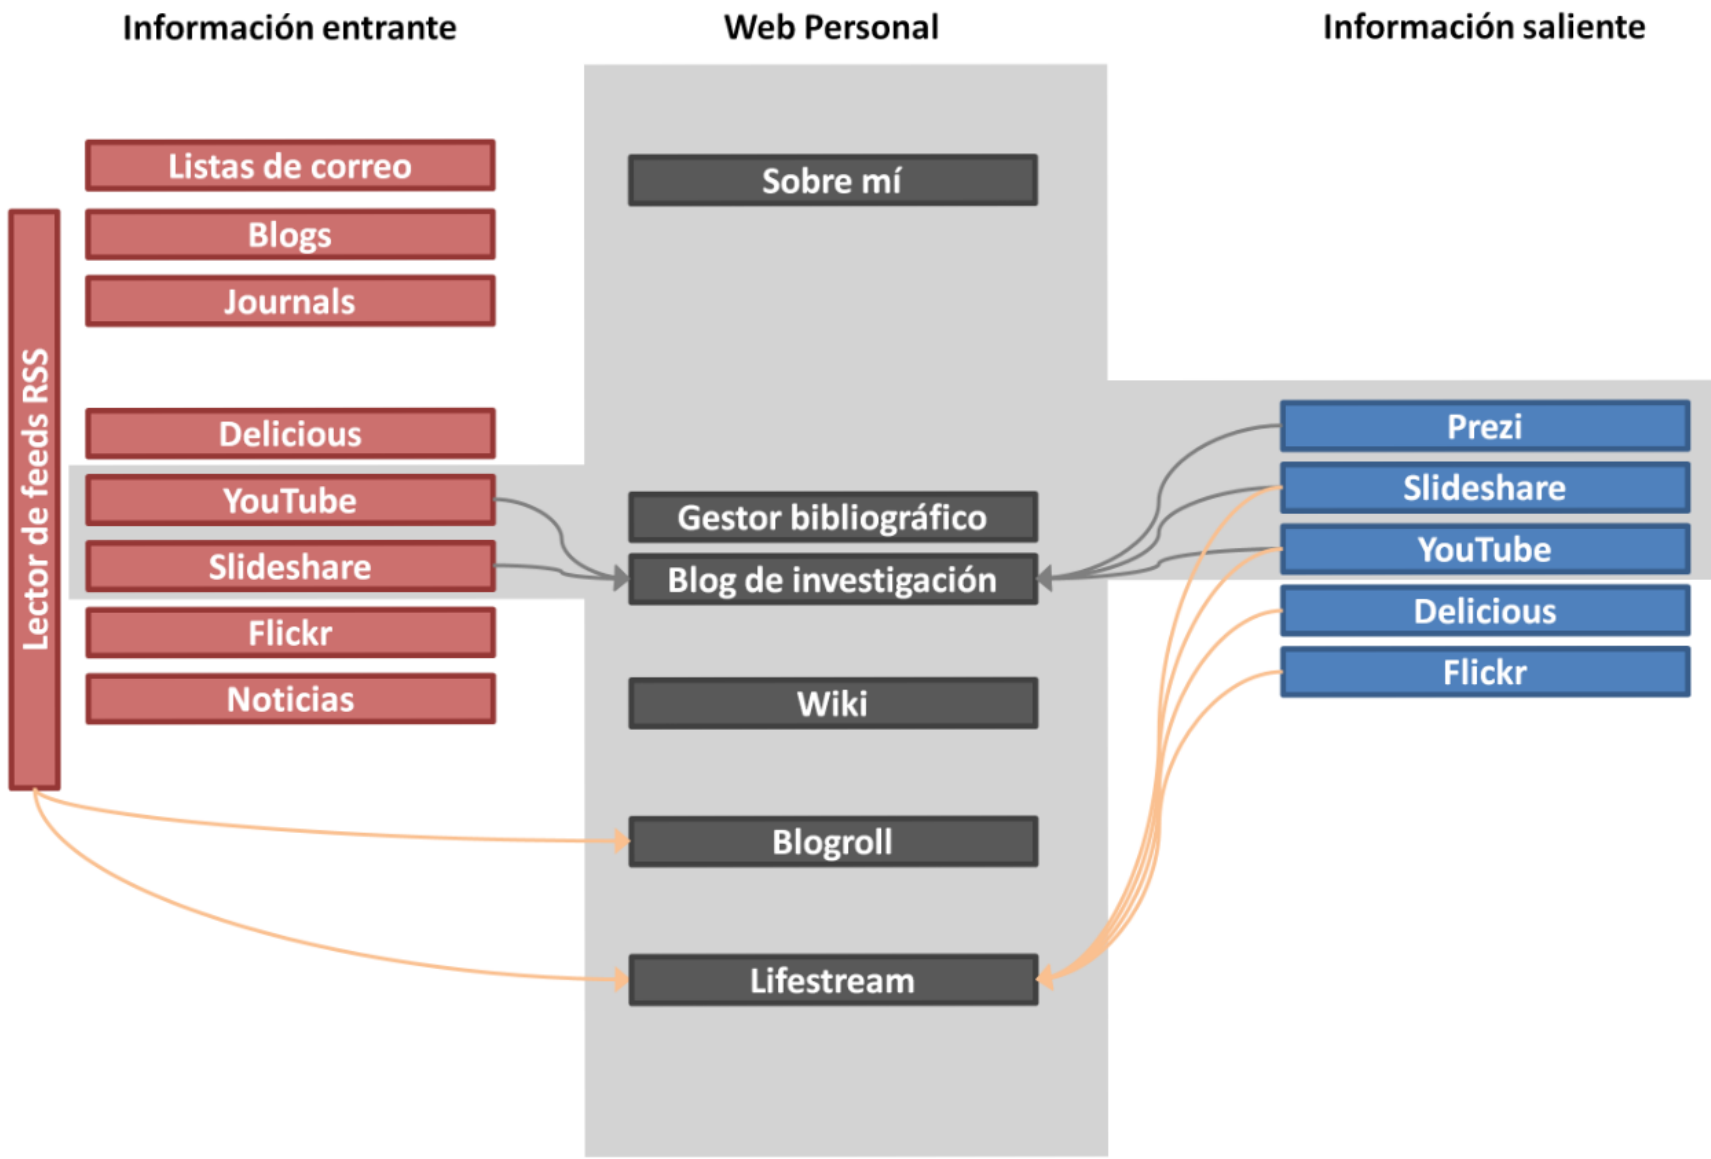 Información entrante
Web Personal
Información saliente
Listas de correo
Blogs
Journals
Delicious
YouTube
Slideshare
Flickr
Noticias
Lector de feeds RSS
Sobre mí
Gestor bibliográfico
Blog de investigación
Wiki
Blogroll
Lifestream
Prezi
Slideshare
YouTube
Delicious
Flickr